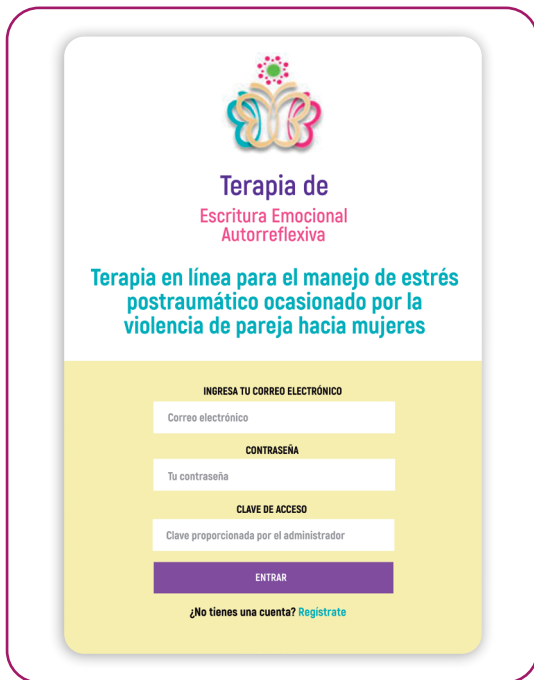 Terapia de
Escritura Emocional
Autorreflexiva
Terapia en línea para el manejo de estrés
postraumático ocasionado por la
violencia de pareja hacia mujeres
INGRESA TU CORREO ELECTRÓNICO
Correo electrónico
CONTRASEÑA
Tu contraseña
CLAVE DE ACCESO
Clave proporcionada por el administrador
ENTRAR
¿No tienes una cuenta? Regístrate